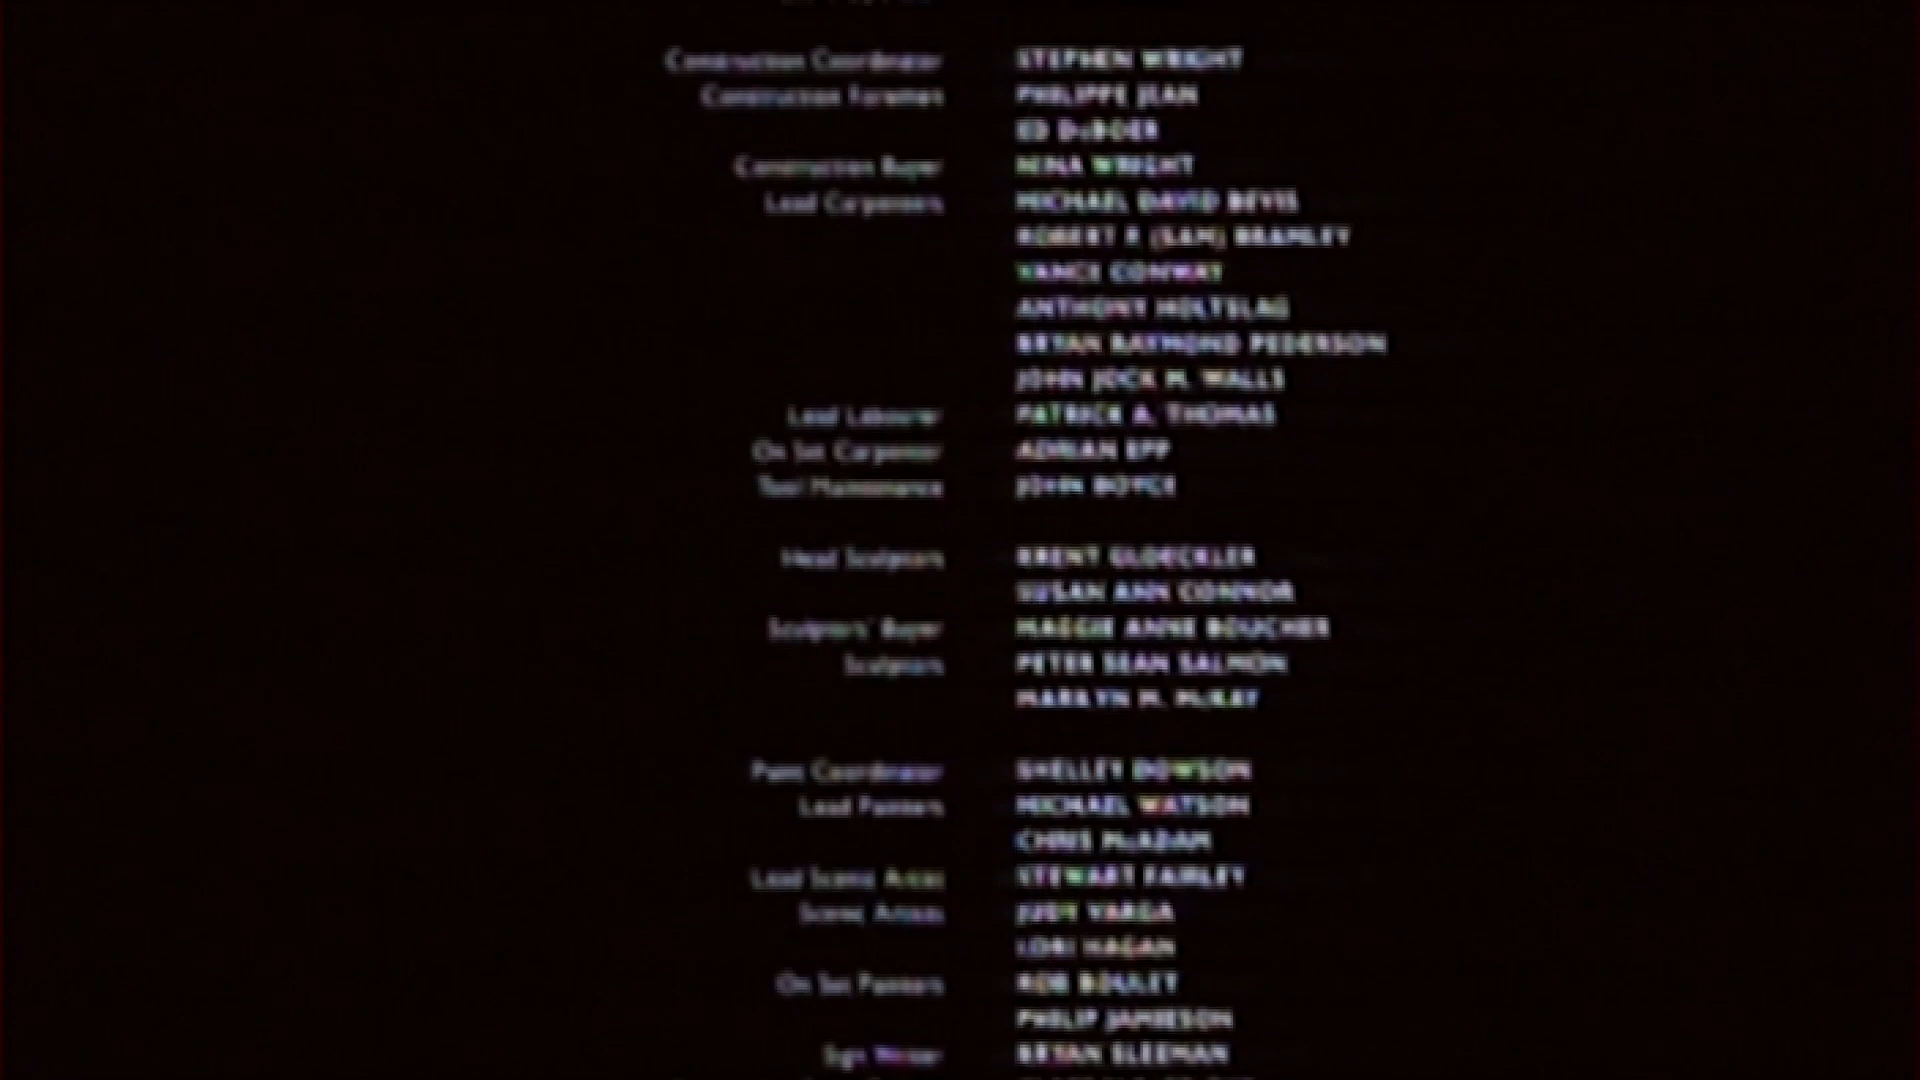 Construction Coordinator STEPHEN WRIGHT
Construction Foremen PHILIPPE JEAN
ED DeBOER
Construction Buyer NINA WRIGHT
Lead Carpenters MICHAEL DAVID BEVIS
ROBERT P. (SAM) BRAMLEY
VANCE CONWAY
ANTHONY HOLTSLAG
BRYAN RAYMOND PEDERSON
JOHN JOCK M. WALLS
Lead Labourer PATRICK A. THOMAS
On Set Carpenter ADRIAN EPP
Tool Maintenance JOHN BOYCE
Head Sculptors BRENT GLOECKLER
SUSAN ANN CONNOR
Sculptors' Buyer MAGGIE ANNE BOUCHER
Sculptors PETER SEAN SALMON
MARILYN M. McKAY
Paint Coordinator SHELLEY DOWSON
Lead Painters MICHAEL WATSON
CHRIS McADAM
Lead Scenic Artist STEWART FAIRLEY
Scenic Artists JUDY VARGA
LORI HAGAN
On Set Painters ROB BOULET
PHILIP JAMIESON
Sign Writer BRYAN SLEEMAN